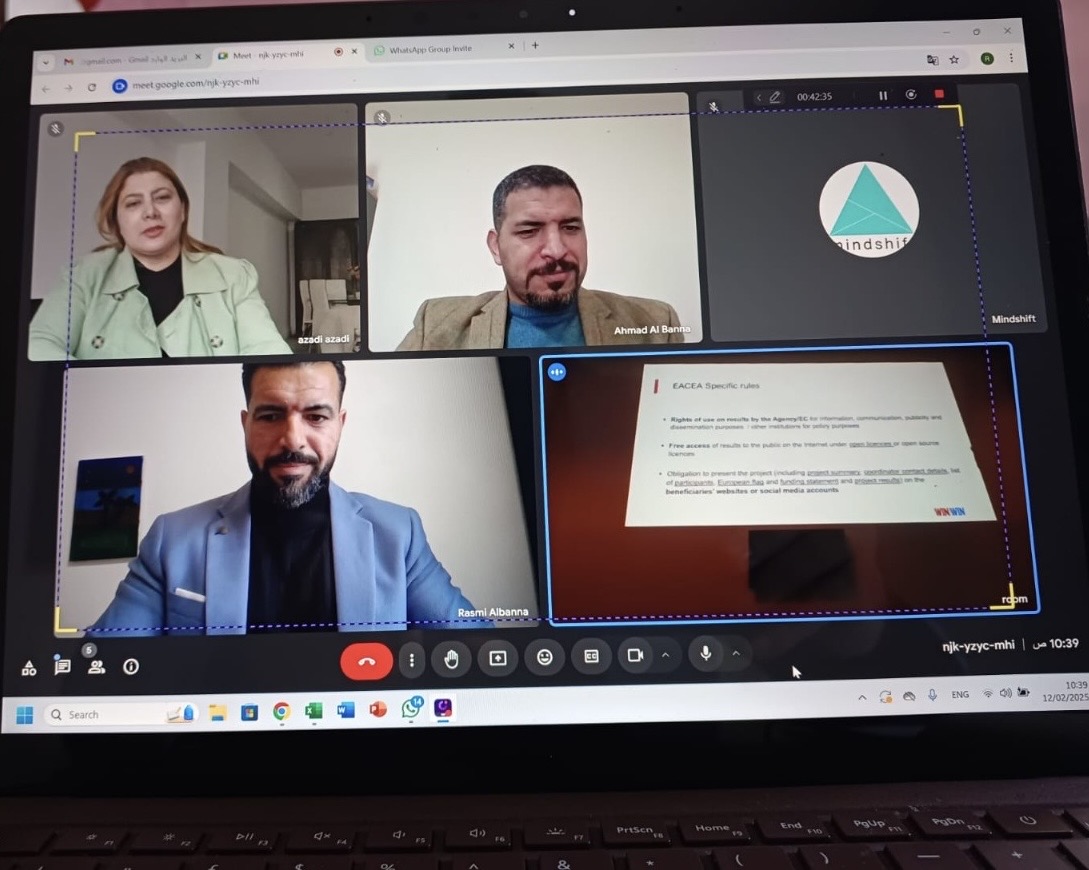 gmail.com - Gmail
Meet - njk-yzyc-mhi
WhatsApp Group Invite
meet.google.com/njk-yzyc-mhi
R
00:42:35
mindshif
azadi azadi
Ahmad Al Banna
Mindshift
EACEA Specific rules
Rights of use on results by the Agency/EC for information, communication, publicity and
dissemination purposes / other institutions for policy purposes
Free access of results to the public on the Internet under open licences or open source
licences
Obligation to present the project (including project summary, coordinator contact details, list
of participants, European flag and funding statement and project results) on the
beneficiaries' websites or social media accounts
WINWIN
Rasmi Albanna
room
5
njk-yzyc-mhi | 10:39 ص
Search
14
ENG
10:39
12/02/2025
F1
F2
F3
F4
F5
F6
F7
PrtScn
F8
Home
F9
End
F10
PgUp
F11
PgDn
F12
£
$
%
^
&
*
(
)
—
+